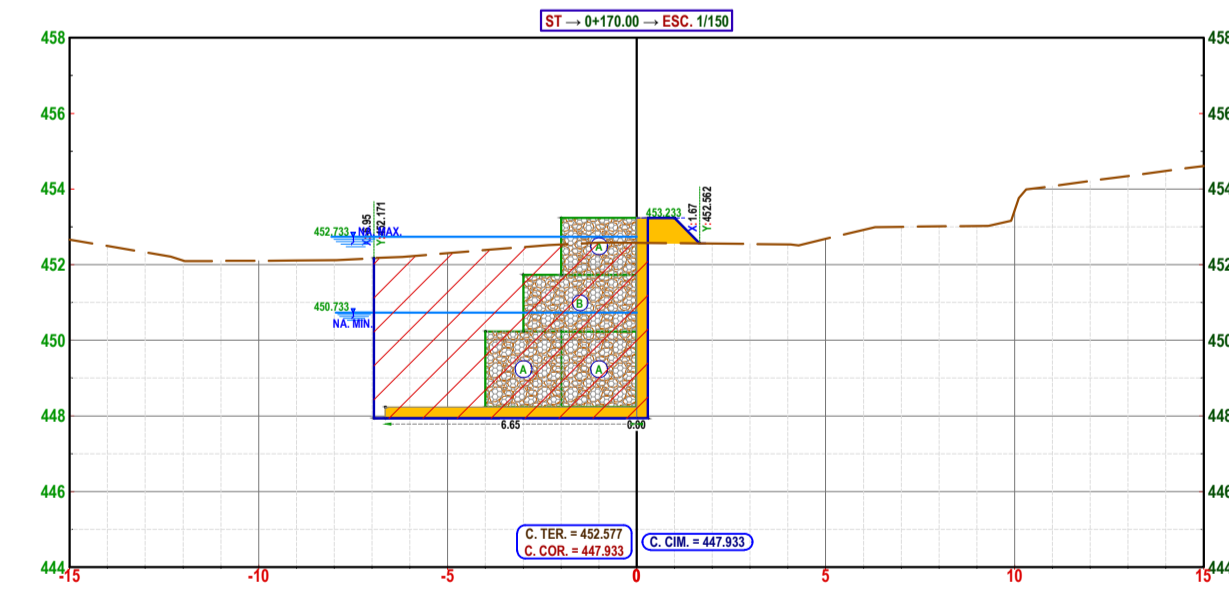 ST → 0+170.00 → ESC. 1/150
458
458
456
456
454
454
453.233
X:1.67
Y:452.562
452.733
NA. MAX.
452
452
A
B
450.733
NA. MIN.
450
450
A
A
448
448
6.65
0.00
446
446
C. TER. = 452.577
C. COR. = 447.933
C. CIM. = 447.933
444
444
-15
-10
-5
0
5
10
15